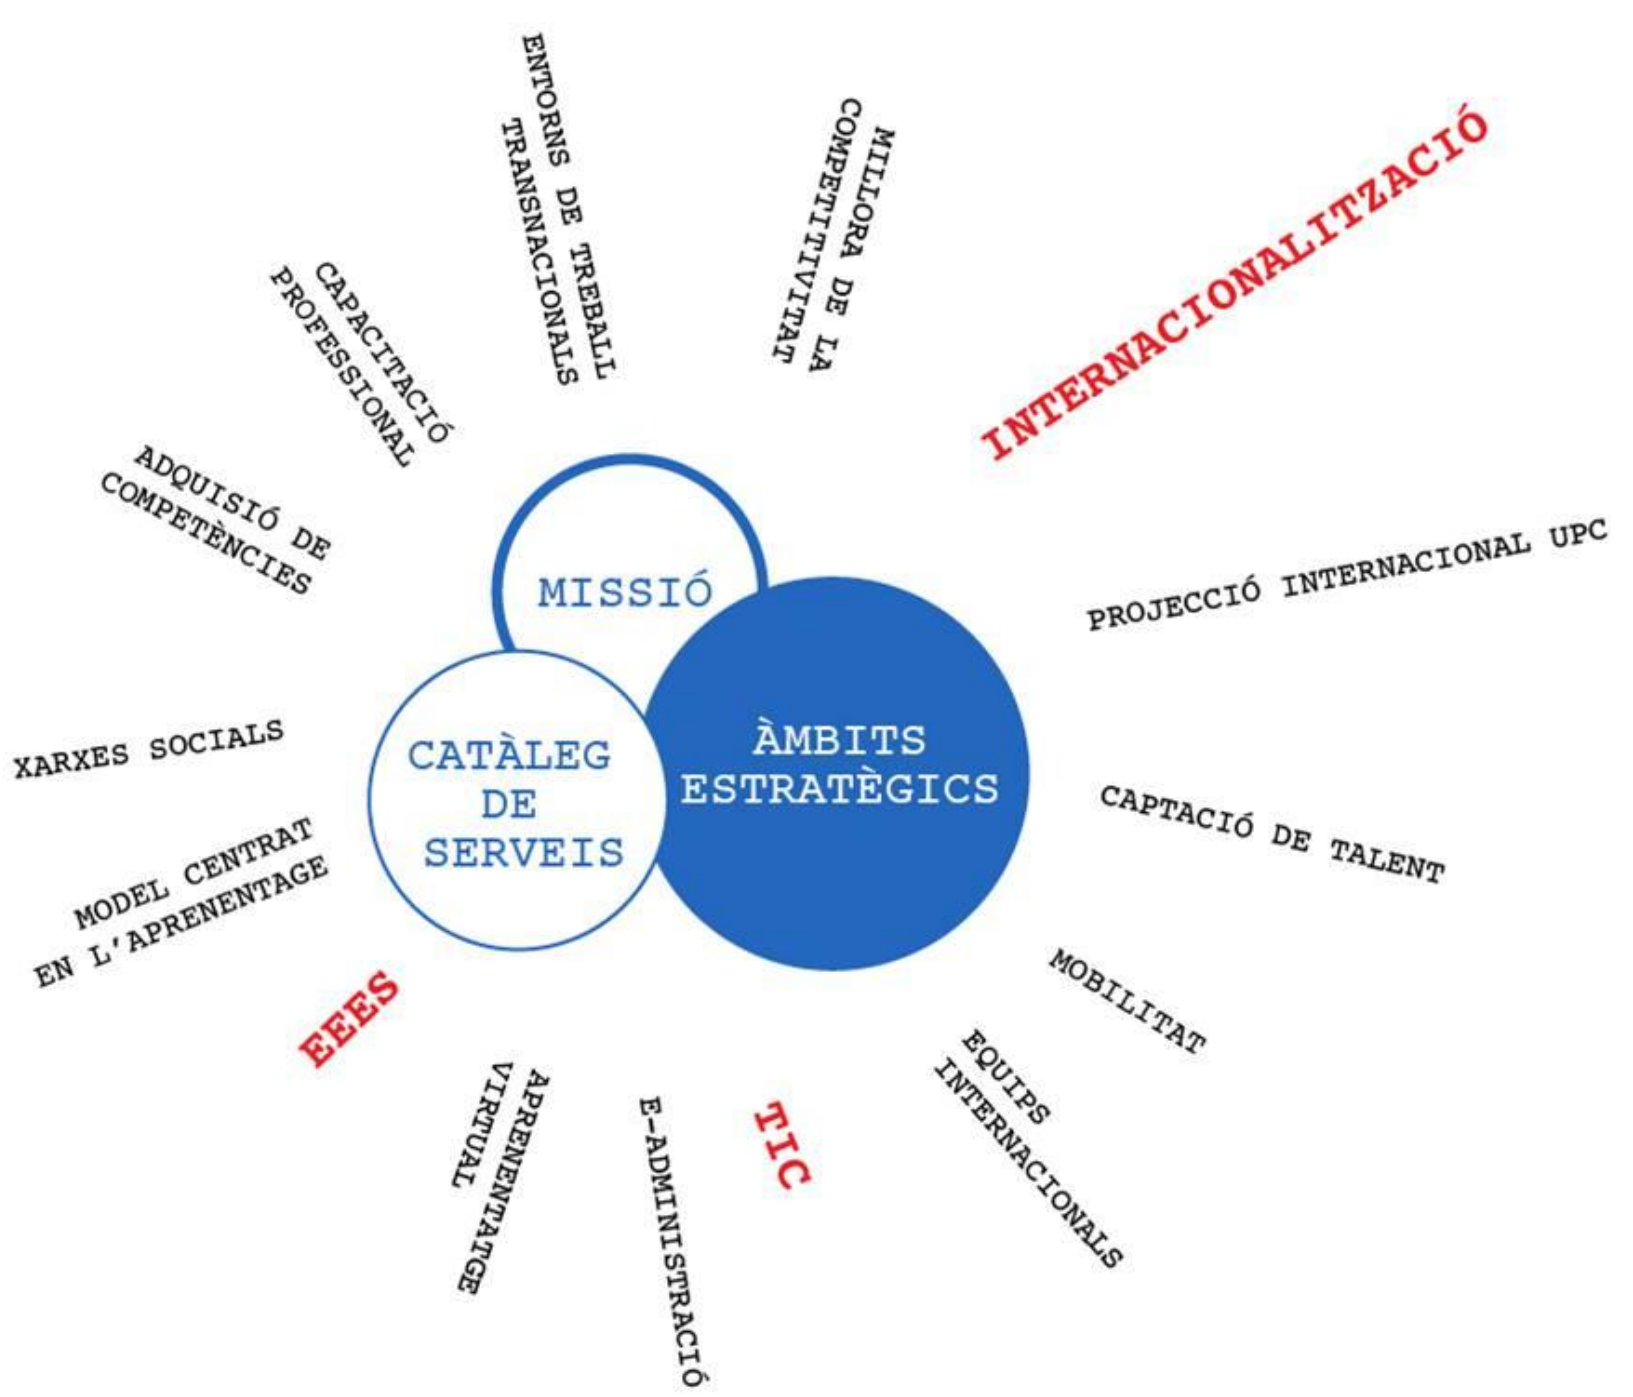 ENTORNS DE TREBALL
TRANSNACIONALS
MILLORA DE LA
COMPETITIVITAT
INTERNACIONALITZACIÓ
CAPACITACIÓ
PROFESSIONAL
ADQUISIÓ DE
COMPETÈNCIES
PROJECCIÓ INTERNACIONAL UPC
MISSIÓ
ÀMBITS
ESTRATÈGICS
CATÀLEG
DE
SERVEIS
XARXES SOCIALS
CAPTACIÓ DE TALENT
MODEL CENTRAT
EN L'APRENENTAGE
MOBILITAT
EEES
EQUIPS
INTERNACIONALS
APRENENTATGE
VIRTUAL
E-ADMINISTRACIÓ
TIC